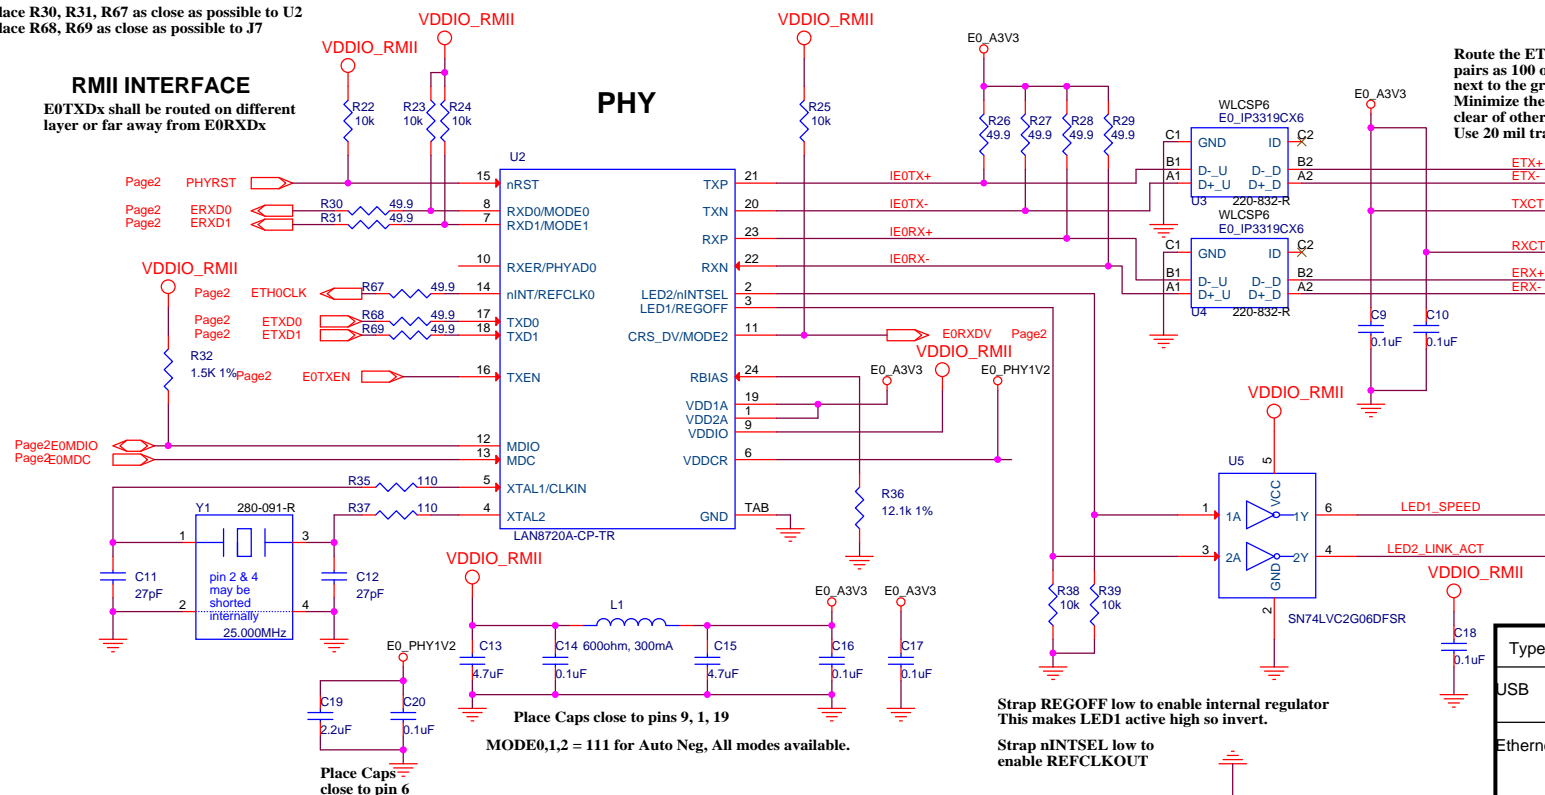 lace R30, R31, R67 as close as possible to U2
lace R68, R69 as close as possible to J7
RMII INTERFACE
E0TXDx shall be routed on different
layer or far away from E0RXDx
PHY
VDDIO_RMII
VDDIO_RMII
VDDIO_RMII
E0_A3V3
Route the ET
pairs as 100 o
next to the gr
Minimize the
clear of other
Use 20 mil tra
R22
10k
R23
10k
R24
10k
R25
10k
R26
49.9
R27
49.9
R28
49.9
R29
49.9
WLCSP6
E0_IP3319CX6
C1
GND
ID
C2
B1
D-_U
D-_D
B2
A1
D+_U
D+_D
A2
U3
220-832-R
WLCSP6
E0_IP3319CX6
C1
GND
ID
C2
B1
D-_U
D-_D
B2
A1
D+_U
D+_D
A2
U4
220-832-R
E0_A3V3
ETX+
ETX-
TXCT
RXCT
ERX+
ERX-
C9
0.1uF
C10
0.1uF
U2
Page2
PHYRST
15
nRST
Page2
ERXD0
R30
49.9
8
RXD0/MODE0
Page2
ERXD1
R31
49.9
7
RXD1/MODE1
10
RXER/PHYAD0
VDDIO_RMII
Page2
ETH0CLK
R67
49.9
14
nINT/REFCLK0
Page2
ETXD0
R68
49.9
17
TXD0
Page2
ETXD1
R69
49.9
18
TXD1
R32
1.5K 1%
Page2
E0TXEN
16
TXEN
Page2
E0MDIO
12
MDIO
Page2
E0MDC
13
MDC
R35
110
5
XTAL1/CLKIN
R37
110
4
XTAL2
LAN8720A-CP-TR
TXP
21
IE0TX+
TXN
20
IE0TX-
RXP
23
IE0RX+
RXN
22
IE0RX-
LED2/nINTSEL
2
LED1/REGOFF
3
CRS_DV/MODE2
11
E0RXDV
Page2
VDDIO_RMII
RBIAS
24
E0_A3V3
E0_PHY1V2
VDD1A
19
VDD2A
1
VDDIO
9
VDDCR
6
GND
TAB
R36
12.1k 1%
Y1
280-091-R
1
3
pin 2 & 4
may be
shorted
internally
2
4
25.000MHz
C11
27pF
C12
27pF
VDDIO_RMII
U5
5
VCC
1
1A
1Y
6
LED1_SPEED
3
2A
2Y
4
LED2_LINK_ACT
GND
2
SN74LVC2G06DFSR
R38
10k
R39
10k
VDDIO_RMII
C18
0.1uF
VDDIO_RMII
L1
600ohm, 300mA
E0_A3V3
E0_A3V3
C13
4.7uF
C14
0.1uF
C15
4.7uF
C16
0.1uF
C17
0.1uF
E0_PHY1V2
C19
2.2uF
C20
0.1uF
Place Caps
close to pin 6
Place Caps close to pins 9, 1, 19
MODE0,1,2 = 111 for Auto Neg, All modes available.
Strap REGOFF low to enable internal regulator
This makes LED1 active high so invert.
Strap nINTSEL low to
enable REFCLKOUT
Type
USB
Etherne